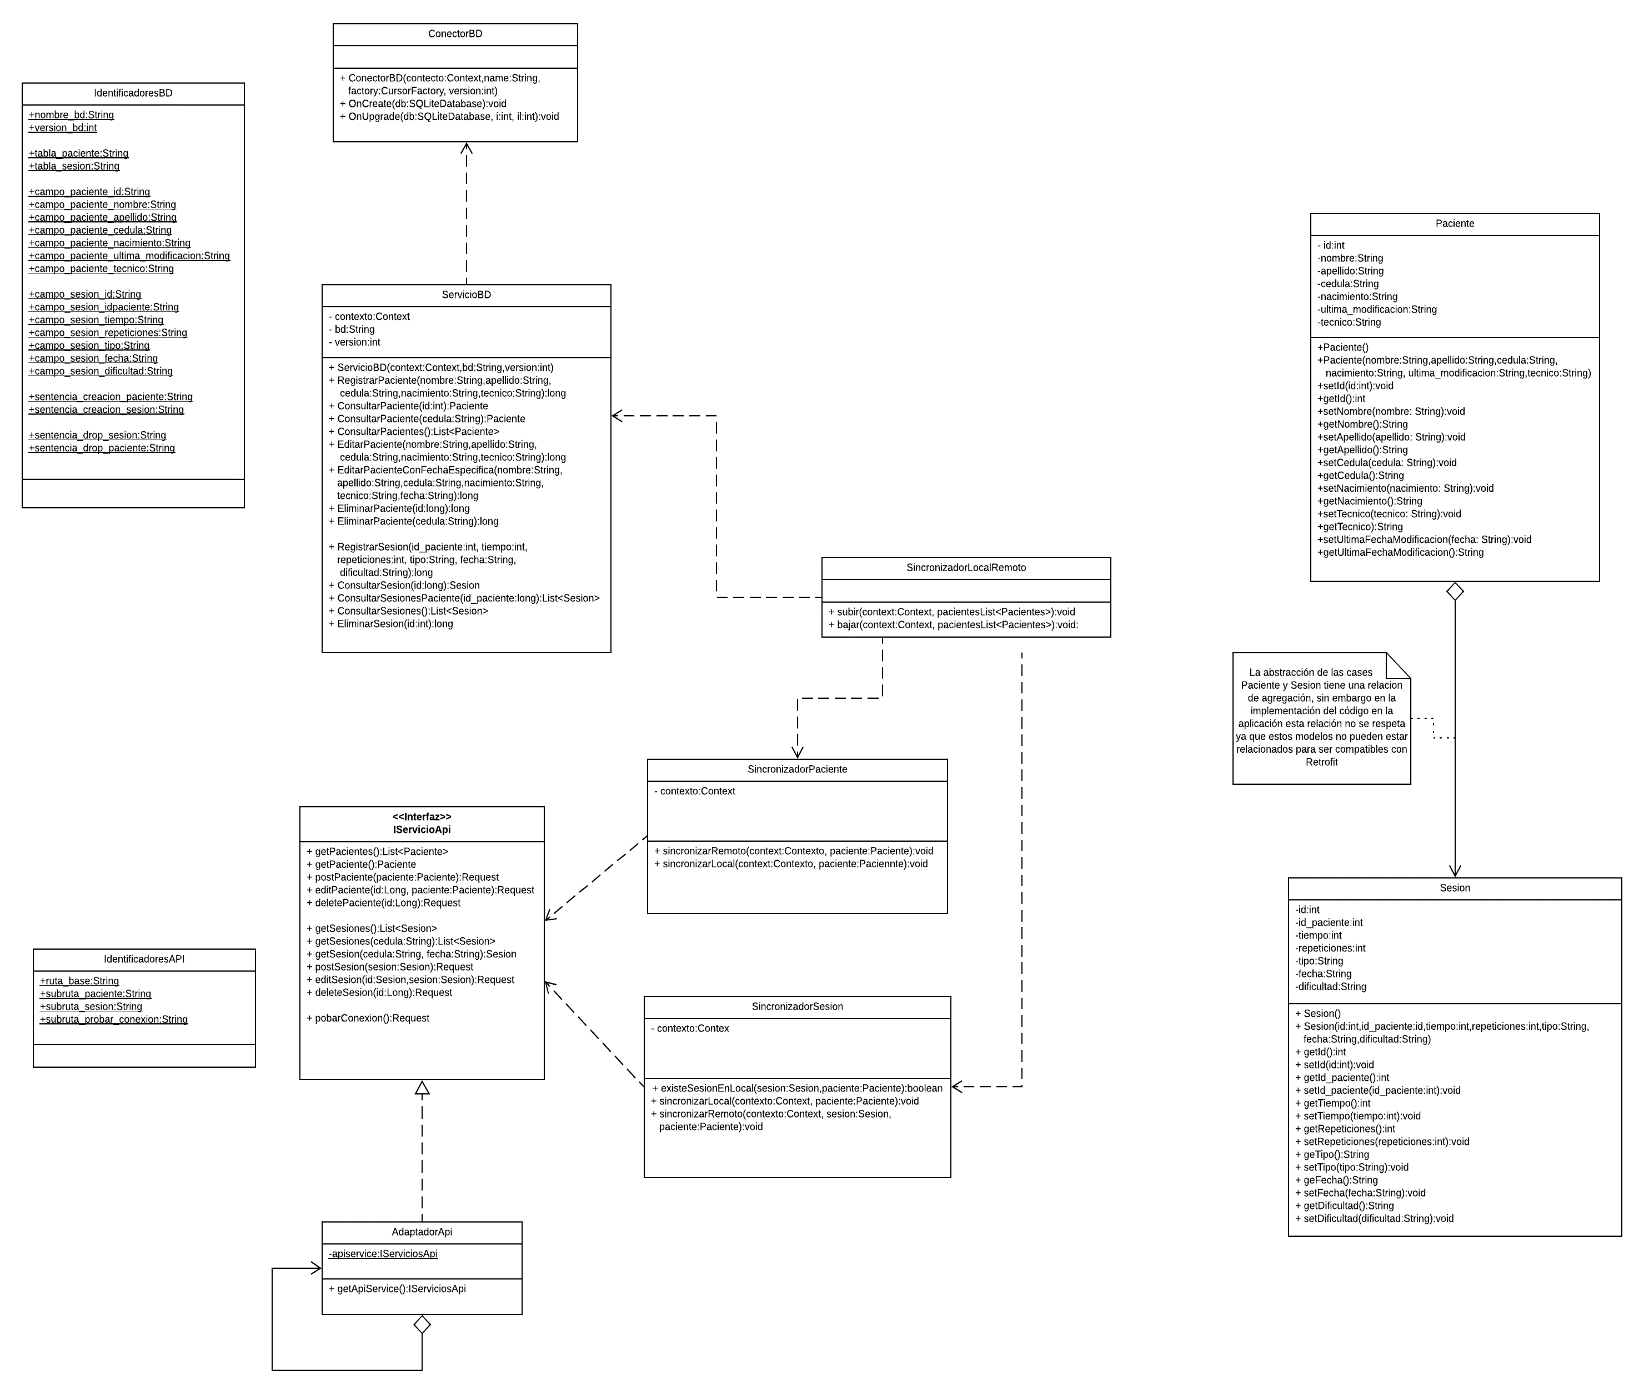 ConectorBD
+ ConectorBD(contecto:Context,name:String,
factory:CursorFactory, version:int)
+ OnCreate(db:SQLiteDatabase):void
+ OnUpgrade(db:SQLiteDatabase, i:int, il:int):void
IdentificadoresBD
+nombre_bd:String
+version_bd:int
+tabla_paciente:String
+tabla_sesion:String
+campo_paciente_id:String
+campo_paciente_nombre:String
+campo_paciente_apellido:String
+campo_paciente_cedula:String
+campo_paciente_nacimiento:String
+campo_paciente_ultima_modificacion:String
+campo_paciente_tecnico:String
+campo_sesion_id:String
+campo_sesion_idpaciente:String
+campo_sesion_tiempo:String
+campo_sesion_repeticiones:String
+campo_sesion_tipo:String
+campo_sesion_fecha:String
+campo_sesion_dificultad:String
+sentencia_creacion_paciente:String
+sentencia_creacion_sesion:String
+sentencia_drop_sesion:String
+sentencia_drop_paciente:String
ServicioBD
- contexto:Context
- bd:String
- version:int
+ ServicioBD(context:Context,bd:String,version:int)
+ RegistrarPaciente(nombre:String,apellido:String,
cedula:String,nacimiento:String,tecnico:String):long
+ ConsultarPaciente(id:int):Paciente
+ ConsultarPaciente(cedula:String):Paciente
+ ConsultarPacientes():List<Paciente>
+ EditarPaciente(nombre:String,apellido:String,
cedula:String,nacimiento:String,tecnico:String):long
+ EditarPacienteConFechaEspecifica(nombre:String,
apellido:String,cedula:String,nacimiento:String,
tecnico:String,fecha:String):long
+ EliminarPaciente(id:long):long
+ EliminarPaciente(cedula:String):long
+ RegistrarSesion(id_paciente:int, tiempo:int,
repeticiones:int, tipo:String, fecha:String,
dificultad:String):long
+ ConsultarSesion(id:long):Sesion
+ ConsultarSesionesPaciente(id_paciente:long):List<Sesion>
+ ConsultarSesiones():List<Sesion>
+ EliminarSesion(id:int):long
Paciente
- id:int
-nombre:String
-apellido:String
-cedula:String
-nacimiento:String
-ultima_modificacion:String
-tecnico:String
+Paciente()
+Paciente(nombre:String,apellido:String,cedula:String,
nacimiento:String, ultima_modificacion:String,tecnico:String)
+setId(id:int):void
+getId():int
+setNombre(nombre: String):void
+getNombre():String
+setApellido(apellido: String):void
+getApellido():String
+setCedula(cedula: String):void
+getCedula():String
+setNacimiento(nacimiento: String):void
+getNacimiento():String
+setTecnico(tecnico: String):void
+getTecnico):String
+setUltimaFechaModificacion(fecha: String):void
+getUltimaFechaModificacion():String
SincronizadorLocalRemoto
+ subir(context:Context, pacientesList<Pacientes>):void
+ bajar(context:Context, pacientesList<Pacientes>):void:
La abstracción de las cases
Paciente y Sesion tiene una relacion
de agregación, sin embargo en la
implementación del código en la
aplicación esta relación no se respeta
ya que estos modelos no pueden estar
relacionados para ser compatibles con
Retrofit
SincronizadorPaciente
- contexto:Context
+ sincronizarRemoto(context:Contexto, paciente:Paciente):void
+ sincronizarLocal(context:Contexto, paciente:Paciennte):void
<<Interfaz>>
IServicioApi
+ getPacientes():List<Paciente>
+ getPaciente():Paciente
+ postPaciente(paciente:Paciente):Request
+ editPaciente(id:Long, paciente:Paciente):Request
+ deletePaciente(id:Long):Request
+ getSesiones():List<Sesion>
+ getSesiones(cedula:String):List<Sesion>
+ getSesion(cedula:String, fecha:String):Sesion
+ postSesion(sesion:Sesion):Request
+ editSesion(id:Sesion,sesion:Sesion):Request
+ deleteSesion(id:Long):Request
+ pobarConexion():Request
IdentificadoresAPI
+ruta_base:String
+subruta_paciente:String
+subruta_sesion:String
+subruta_probar_conexion:String
SincronizadorSesion
- contexto:Contex
+ existeSesionEnLocal(sesion:Sesion,paciente:Paciente):boolean
+ sincronizarLocal(contexto:Context, paciente:Paciente):void
+ sincronizarRemoto(contexto:Context, sesion:Sesion,
paciente:Paciente):void
Sesion
-id:int
-id_paciente:int
-tiempo:int
-repeticiones:int
-tipo:String
-fecha:String
-dificultad:String
+ Sesion()
+ Sesion(id:int,id_paciente:id,tiempo:int,repeticiones:int,tipo:String,
fecha:String,dificultad:String)
+ getId():int
+ setId(id:int):void
+ getId_paciente():int
+ setId_paciente(id_paciente:int):void
+ getTiempo():int
+ setTiempo(tiempo:int):void
+ getRepeticiones():int
+ setRepeticiones(repeticiones:int):void
+ geTipo():String
+ setTipo(tipo:String):void
+ geFecha():String
+ setFecha(fecha:String):void
+ getDificultad():String
+ setDificultad(dificultad:String):void
AdaptadorApi
-apiservice:IServiciosApi
+ getApiService():IServiciosApi